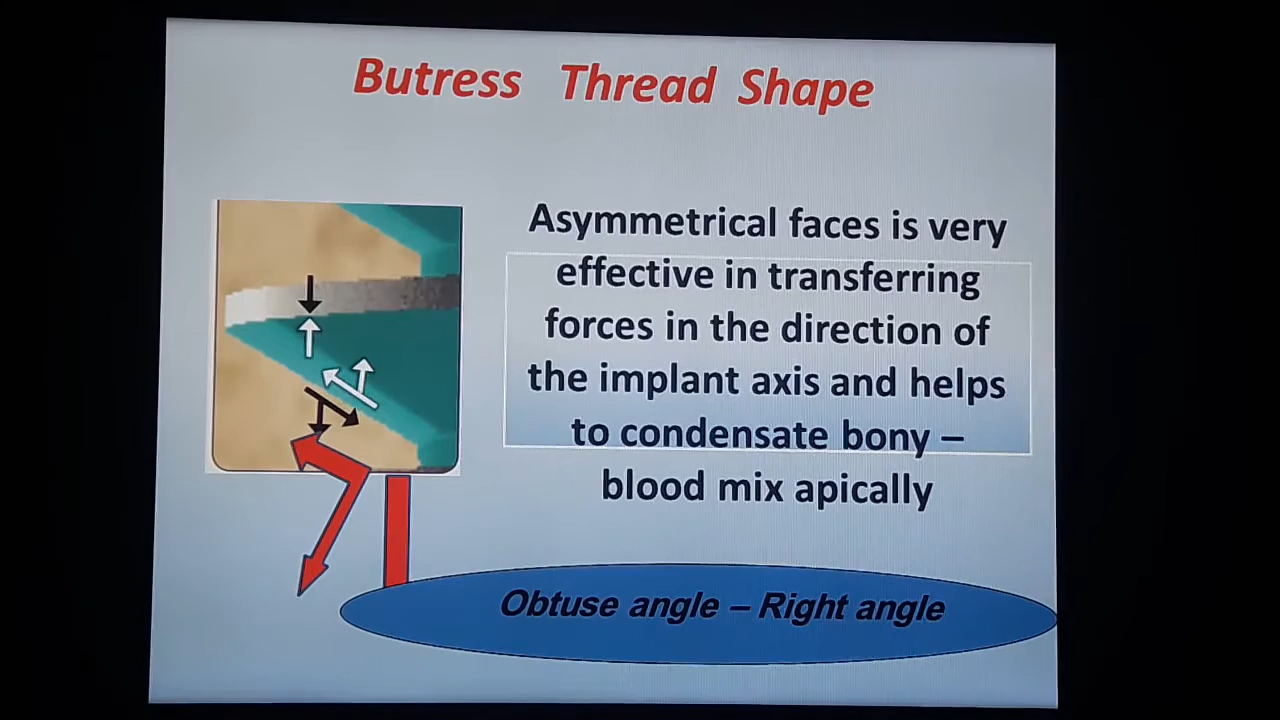 Butress Thread Shape
Asymmetrical faces is very
effective in transferring
forces in the direction of
the implant axis and helps
to condensate bony –
blood mix apically
Obtuse angle – Right angle